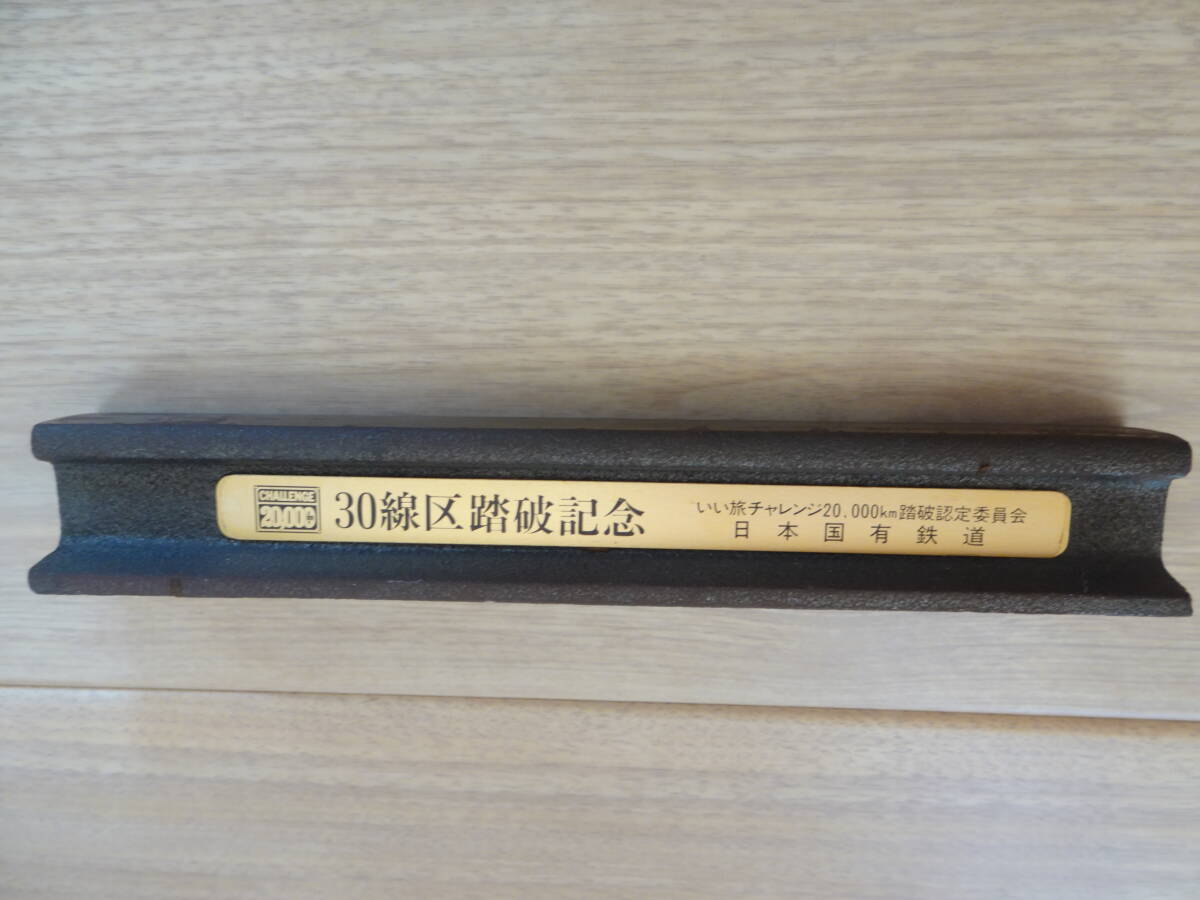 CHALLENGE
20,000
30線区踏破記念
いい旅チャレンジ20,000km踏破認定委員会
日本国有鉄道